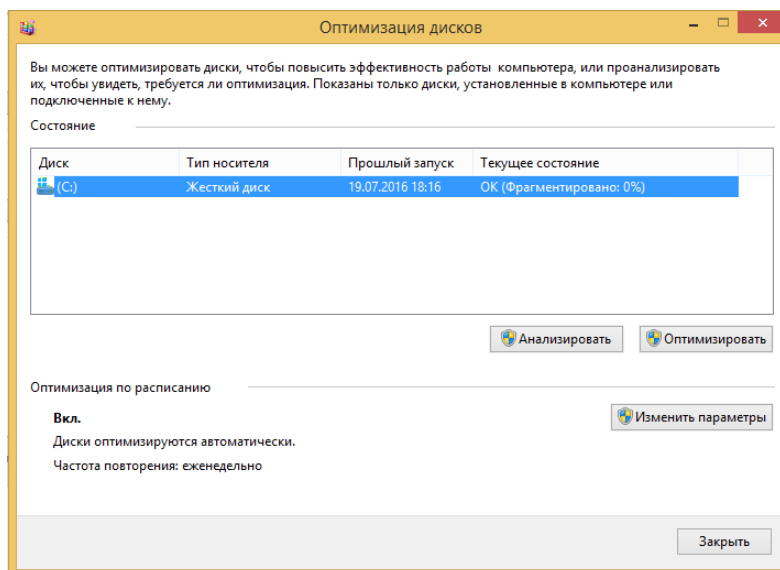 Оптимизация дисков
Вы можете оптимизировать диски, чтобы повысить эффективность работы компьютера, или проанализировать
их, чтобы увидеть, требуется ли оптимизация. Показаны только диски, установленные в компьютере или
подключенные к нему.
Состояние
Диск Тип носителя Прошлый запуск Текущее состояние
(C:) Жесткий диск 19.07.2016 18:16 ОК (Фрагментировано: 0%)
Анализировать Оптимизировать
Оптимизация по расписанию
Вкл. Изменить параметры
Диски оптимизируются автоматически.
Частота повторения: еженедельно
Закрыть